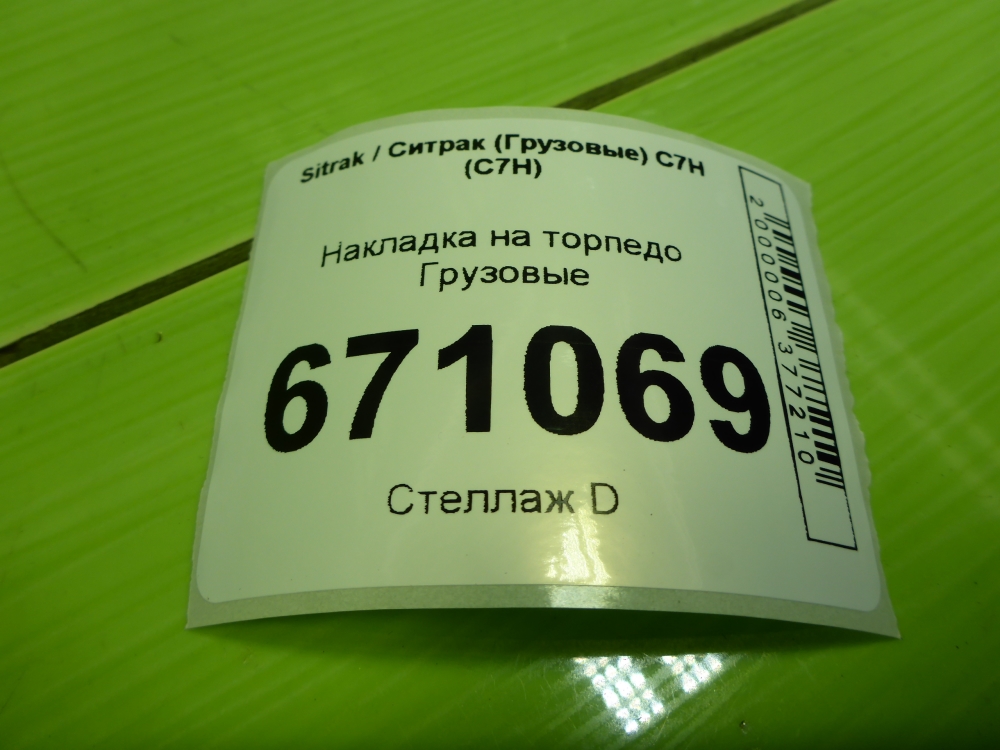 Sitrak / Ситрак (Грузовые) C7H
(C7H)
Накладка на торпедо
Грузовые
671069
Стеллаж D
2000006377210